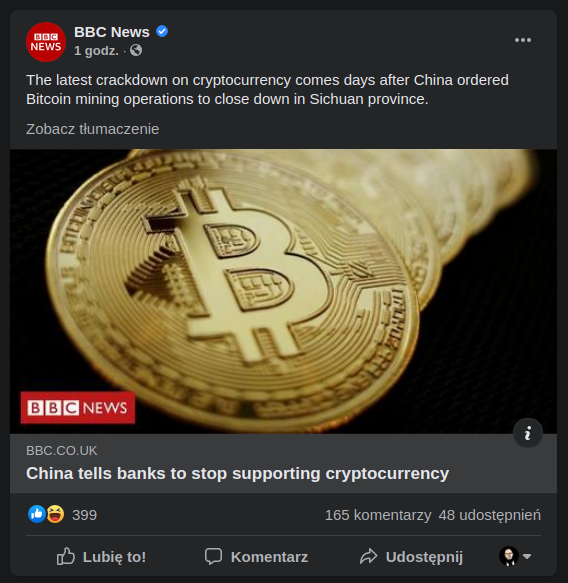 BBC NEWS
BBC News
1 godz. ·
The latest crackdown on cryptocurrency comes days after China ordered
Bitcoin mining operations to close down in Sichuan province.
Zobacz tłumaczenie
BBC NEWS
BBC.CO.UK
China tells banks to stop supporting cryptocurrency
399
165 komentarzy 48 udostępnień
Lubię to! Komentarz Udostępnij